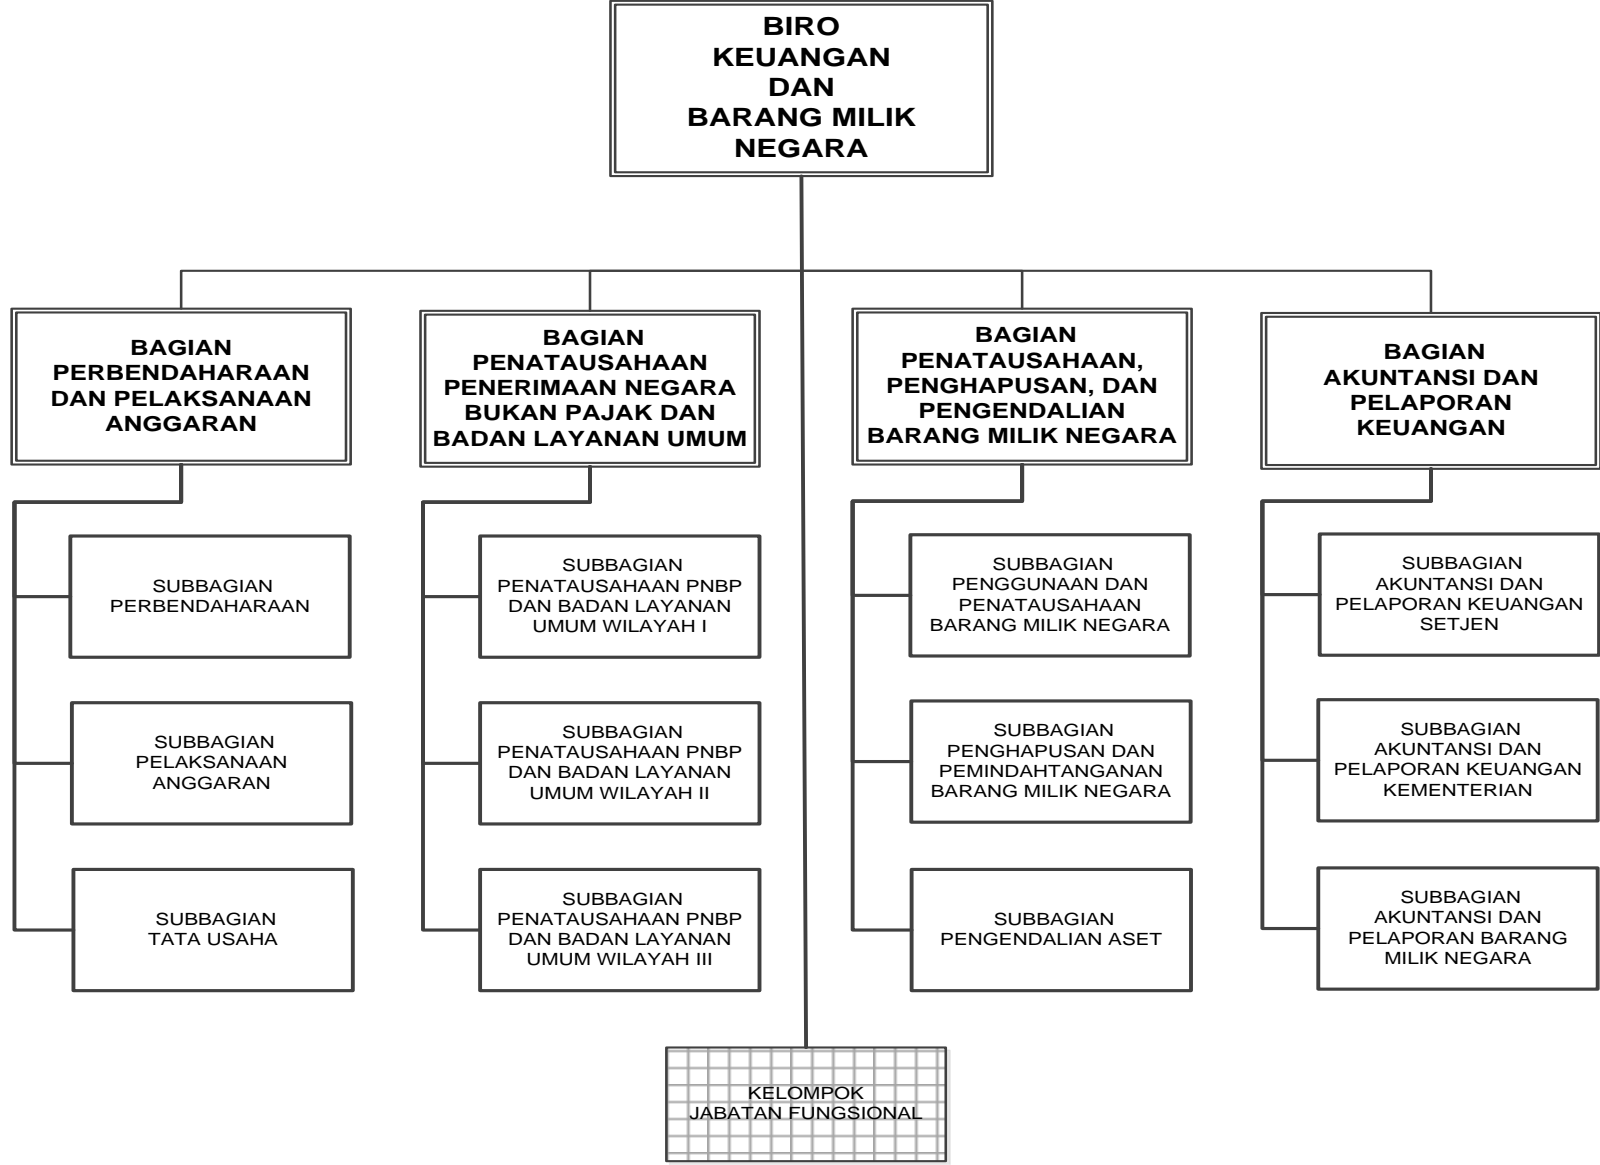 BIRO
KEUANGAN
DAN
BARANG MILIK
NEGARA
BAGIAN
PERBENDAHARAAN
DAN PELAKSANAAN
ANGGARAN
BAGIAN
PENATAUSAHAAN
PENERIMAAN NEGARA
BUKAN PAJAK DAN
BADAN LAYANAN UMUM
BAGIAN
PENATAUSAHAAN,
PENGHAPUSAN, DAN
PENGENDALIAN
BARANG MILIK NEGARA
BAGIAN
AKUNTANSI DAN
PELAPORAN
KEUANGAN
SUBBAGIAN
PERBENDAHARAAN
SUBBAGIAN
PENATAUSAHAAN PNBP
DAN BADAN LAYANAN
UMUM WILAYAH I
SUBBAGIAN
PENGGUNAAN DAN
PENATAUSAHAAN
BARANG MILIK NEGARA
SUBBAGIAN
AKUNTANSI DAN
PELAPORAN KEUANGAN
SETJEN
SUBBAGIAN
PELAKSANAAN
ANGGARAN
SUBBAGIAN
PENATAUSAHAAN PNBP
DAN BADAN LAYANAN
UMUM WILAYAH II
SUBBAGIAN
PENGHAPUSAN DAN
PEMINDAHTANGANAN
BARANG MILIK NEGARA
SUBBAGIAN
AKUNTANSI DAN
PELAPORAN KEUANGAN
KEMENTERIAN
SUBBAGIAN
TATA USAHA
SUBBAGIAN
PENATAUSAHAAN PNBP
DAN BADAN LAYANAN
UMUM WILAYAH III
SUBBAGIAN
PENGENDALIAN ASET
SUBBAGIAN
AKUNTANSI DAN
PELAPORAN BARANG
MILIK NEGARA
KELOMPOK
JABATAN FUNGSIONAL